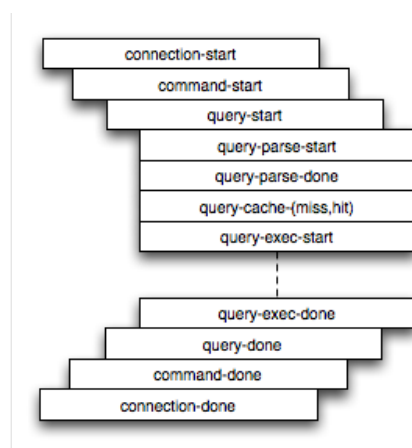 connection-start
command-start
query-start
query-parse-start
query-parse-done
query-cache-(miss,hit)
query-exec-start
query-exec-done
query-done
command-done
connection-done